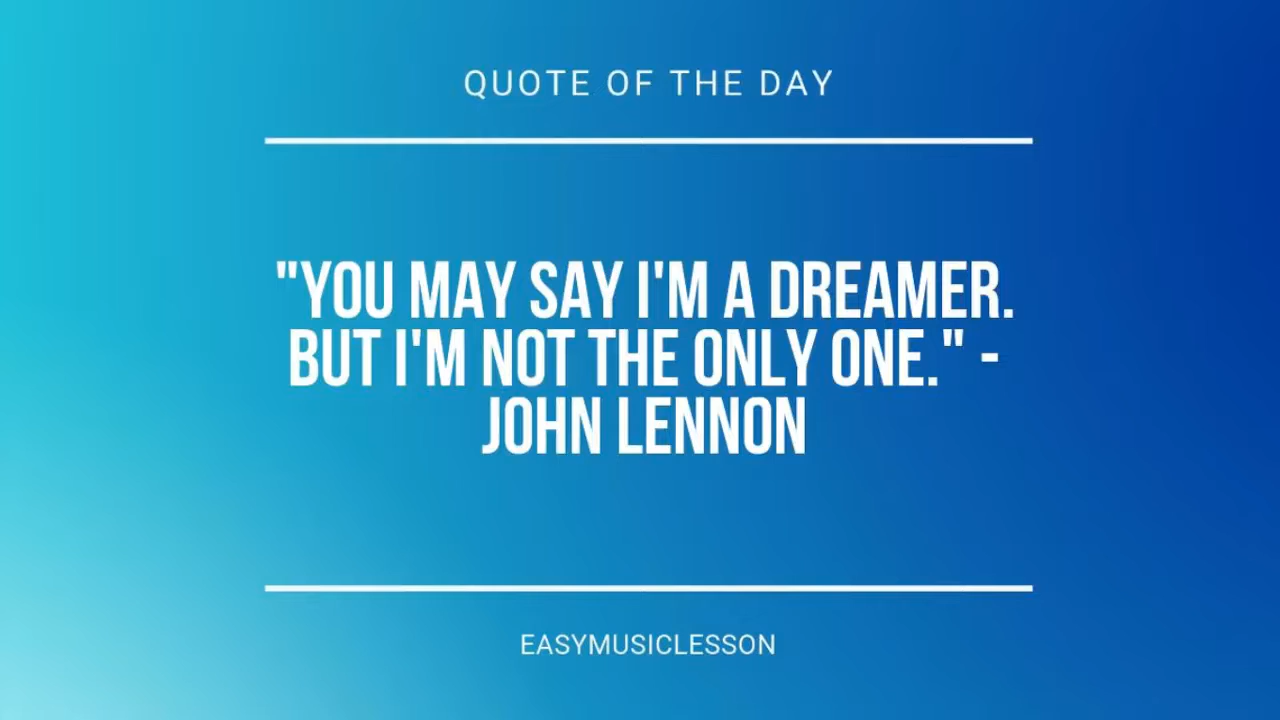 QUOTE OF THE DAY
"YOU MAY SAY I'M A DREAMER.
BUT I'M NOT THE ONLY ONE." -
JOHN LENNON
EASYMUSICLESSON